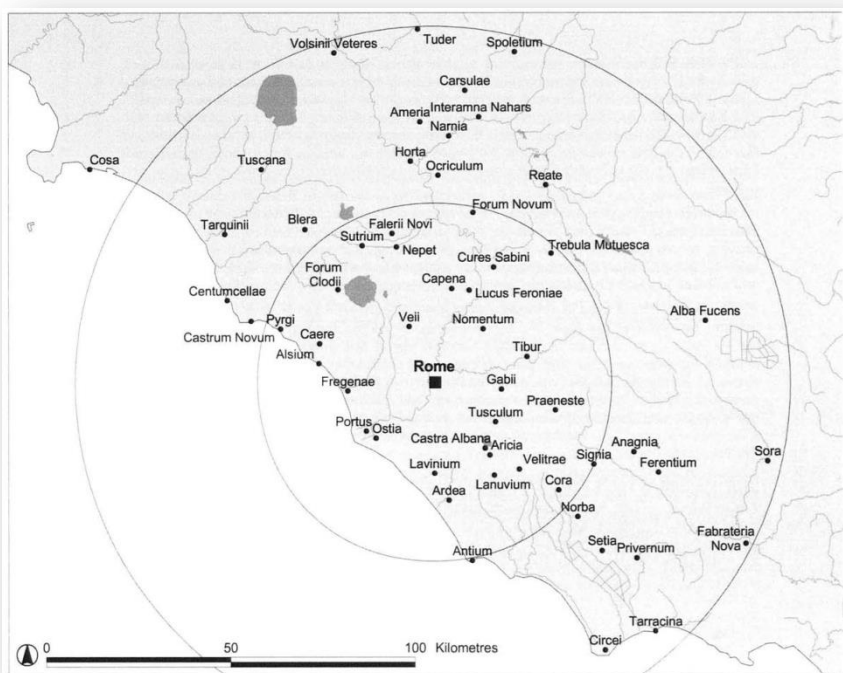 Volsinii Veteres
Tuder
Spoletium
Carsulae
Ameria
Interamna Nahars
Narnia
Cosa
Tuscana
Horta
Ocriculum
Reate
Forum Novum
Tarquinii
Blera
Falerii Novi
Sutrium
Nepet
Trebula Mutuesca
Cures Sabini
Forum
Clodii
Capena
Lucus Feroniae
Centumcellae
Pyrgi
Castrum Novum
Veii
Nomentum
Alba Fucens
Caere
Alsium
Tibur
Rome
Fregenae
Gabii
Praeneste
Portus
Ostia
Tusculum
Castra Albana
Aricia
Anagnia
Signia
Sora
Lavinium
Velitrae
Ferentium
Lanuvium
Cora
Ardea
Norba
Fabrateria
Nova
Setia
Privernum
Antium
Tarracina
Circei
0 50 100 Kilometres